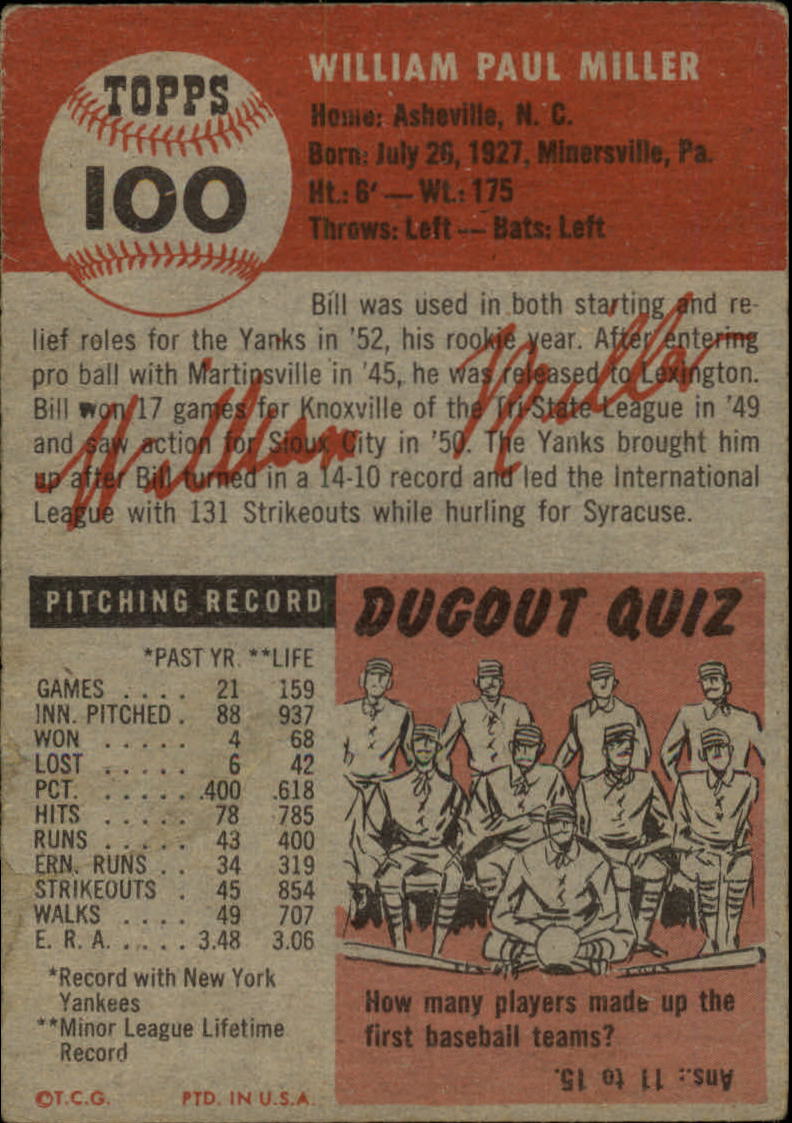 TOPPS
100
WILLIAM PAUL MILLER
Home: Asheville, N. C.
Born: July 26, 1927, Minersville, Pa.
Ht.: 6' — Wt.: 175
Throws: Left -- Bats: Left
Bill was used in both starting and re-
lief roles for the Yanks in '52, his rookie year. After entering
pro ball with Martinsville in '45, he was released to Lexington.
Bill won 17 games for Knoxville of the Tri-State League in '49
and saw action for Sioux City in '50. The Yanks brought him
up after Bill turned in a 14-10 record and led the International
League with 131 Strikeouts while hurling for Syracuse.
William Miller
PITCHING RECORD
*PAST YR. **LIFE
GAMES . . . . 21 159
INN. PITCHED . 88 937
WON . . . . . 4 68
LOST . . . . . 6 42
PCT. . . . . . .400 .618
HITS . . . . . 78 785
RUNS . . . . . 43 400
ERN. RUNS . . 34 319
STRIKEOUTS . 45 854
WALKS . . . . 49 707
E. R. A. . . . . 3.48 3.06
*Record with New York
Yankees
**Minor League Lifetime
Record
©T.C.G. PTD. IN U.S.A.
DUGOUT QUIZ
How many players made up the
first baseball teams?
Ans.: 11 to 15.